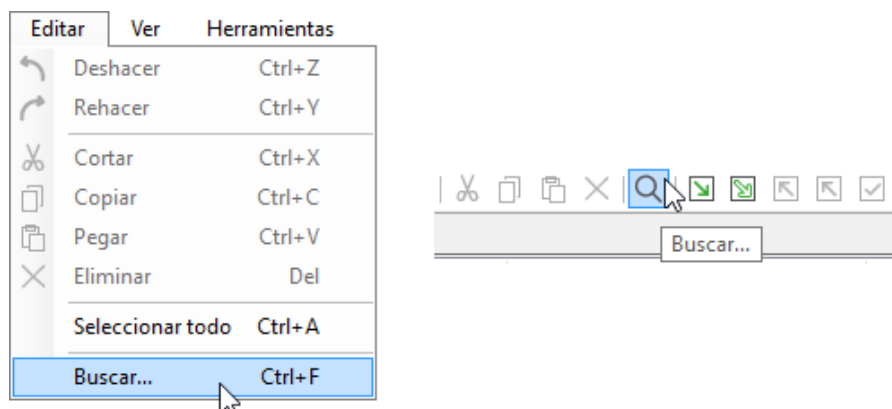 Editar Ver Herramientas
Deshacer Ctrl+Z
Rehacer Ctrl+Y
Cortar Ctrl+X
Copiar Ctrl+C
Pegar Ctrl+V
Eliminar Del
Seleccionar todo Ctrl+A
Buscar... Ctrl+F
Buscar...